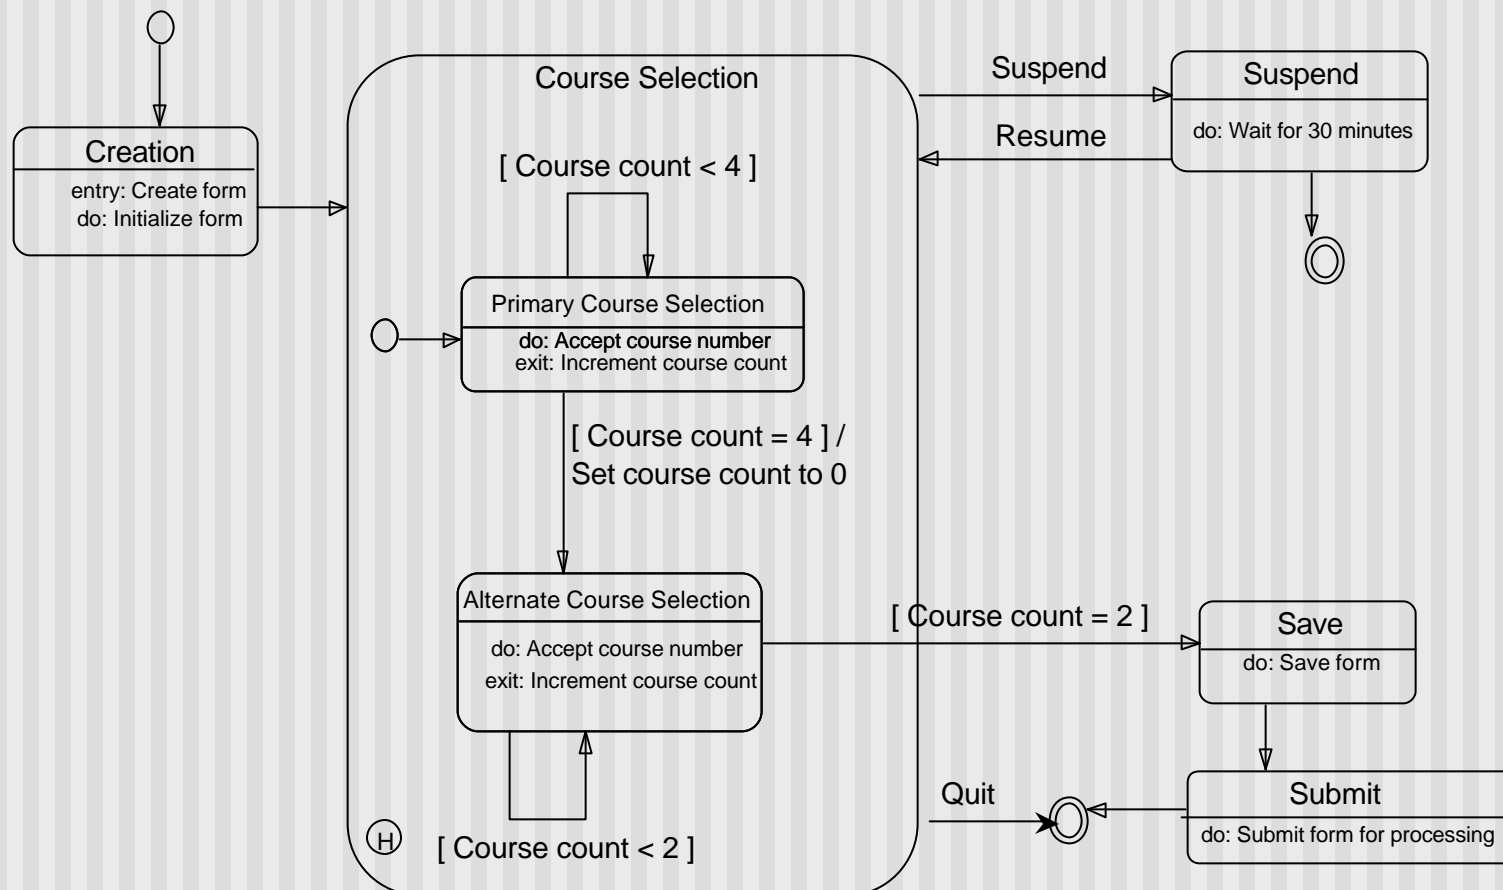 Course Selection
Suspend
Suspend
do: Wait for 30 minutes
Resume
Creation
entry: Create form
do: Initialize form
[ Course count < 4 ]
Primary Course Selection
do: Accept course number
exit: Increment course count
[ Course count = 4 ] /
Set course count to 0
Alternate Course Selection
do: Accept course number
exit: Increment course count
[ Course count = 2 ]
Save
do: Save form
Quit
Submit
do: Submit form for processing
H
[ Course count < 2 ]